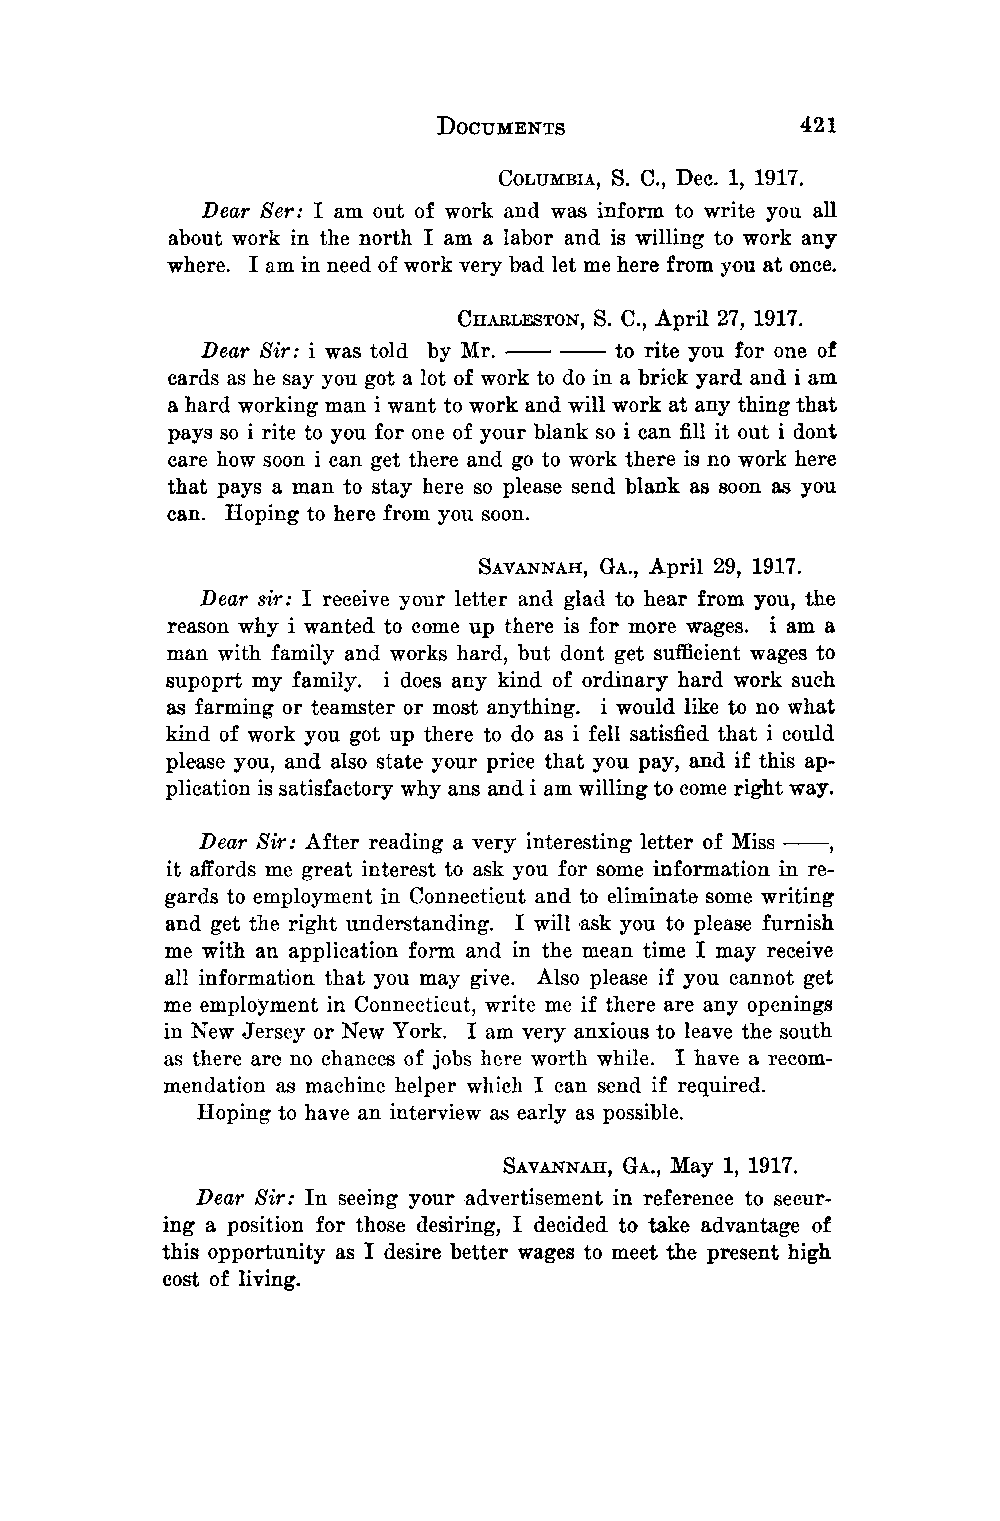 DOCUMENTS 421
COLUMBIA, S. C., Dec. 1, 1917.
Dear Ser: I am out of work and was inform to write you all
about work in the north I am a labor and is willing to work any
where. I am in need of work very bad let me here from you at once.
CHARLESTON, S. C., April 27, 1917.
Dear Sir: i was told by Mr. —— —— to rite you for one of
cards as he say you got a lot of work to do in a brick yard and i am
a hard working man i want to work and will work at any thing that
pays so i rite to you for one of your blank so i can fill it out i dont
care how soon i can get there and go to work there is no work here
that pays a man to stay here so please send blank as soon as you
can. Hoping to here from you soon.
SAVANNAH, GA., April 29, 1917.
Dear sir: I receive your letter and glad to hear from you, the
reason why i wanted to come up there is for more wages. i am a
man with family and works hard, but dont get sufficient wages to
supoprt my family. i does any kind of ordinary hard work such
as farming or teamster or most anything. i would like to no what
kind of work you got up there to do as i fell satisfied that i could
please you, and also state your price that you pay, and if this ap-
plication is satisfactory why ans and i am willing to come right way.
Dear Sir: After reading a very interesting letter of Miss ——,
it affords me great interest to ask you for some information in re-
gards to employment in Connecticut and to eliminate some writing
and get the right understanding. I will ask you to please furnish
me with an application form and in the mean time I may receive
all information that you may give. Also please if you cannot get
me employment in Connecticut, write me if there are any openings
in New Jersey or New York. I am very anxious to leave the south
as there are no chances of jobs here worth while. I have a recom-
mendation as machine helper which I can send if required.
Hoping to have an interview as early as possible.
SAVANNAH, GA., May 1, 1917.
Dear Sir: In seeing your advertisement in reference to secur-
ing a position for those desiring, I decided to take advantage of
this opportunity as I desire better wages to meet the present high
cost of living.